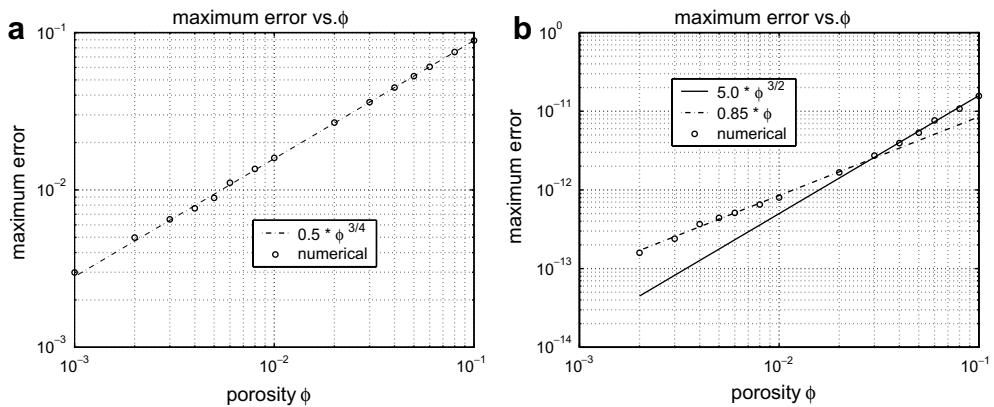 a
maximum error vs.ϕ
10⁻¹
10⁻²
10⁻³
maximum error
0.5 * ϕ ³/⁴
numerical
10⁻³
10⁻²
10⁻¹
porosity ϕ
b
maximum error vs.ϕ
10⁰
10⁻¹¹
10⁻¹²
10⁻¹³
10⁻¹⁴
maximum error
5.0 * ϕ ³/²
0.85 * ϕ
numerical
10⁻³
10⁻²
10⁻¹
porosity ϕ